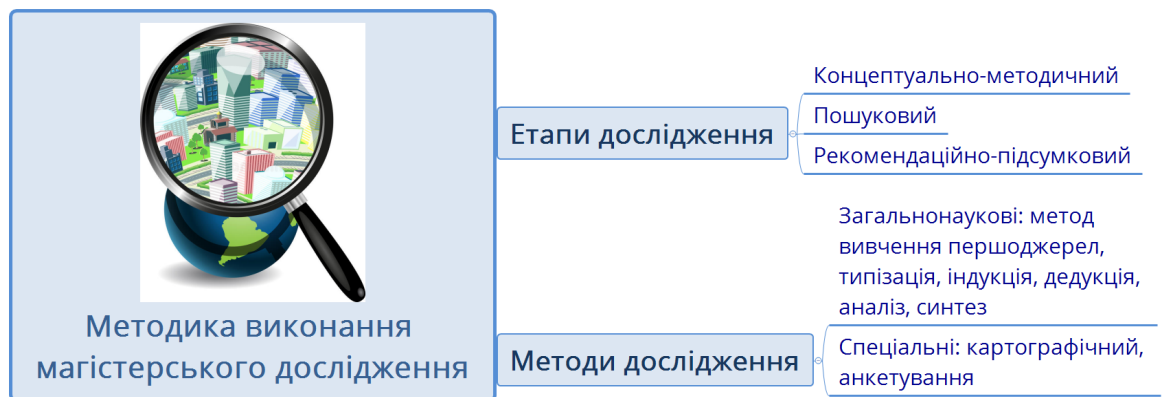 Методика виконання
магістерського дослідження
Етапи дослідження
Концептуально-методичний
Пошуковий
Рекомендаційно-підсумковий
Методи дослідження
Загальнонаукові: метод
вивчення першоджерел,
типізація, індукція, дедукція,
аналіз, синтез
Спеціальні: картографічний,
анкетування